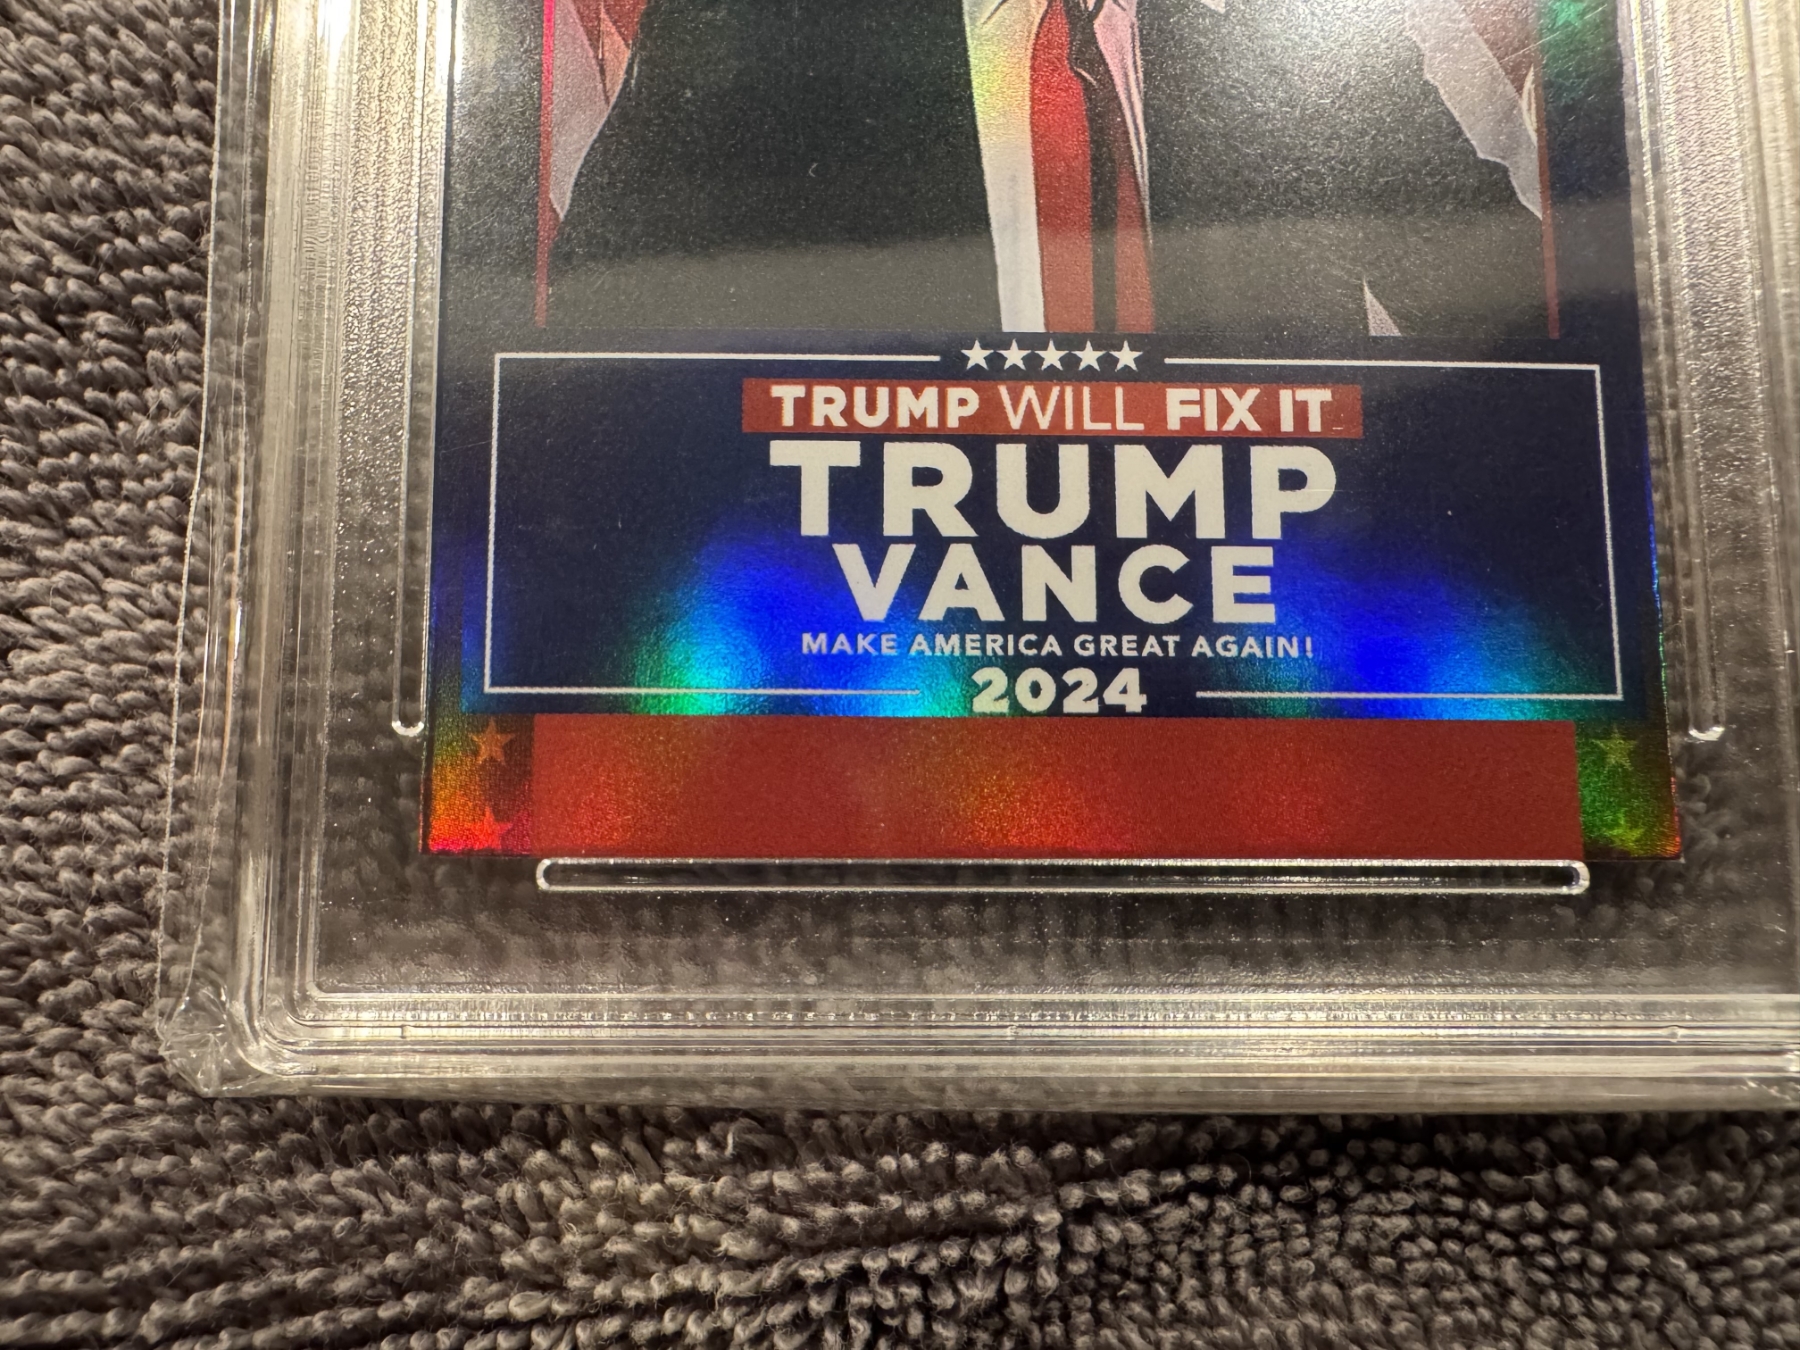 TRUMP WILL FIX IT
TRUMP
VANCE
MAKE AMERICA GREAT AGAIN!
2024